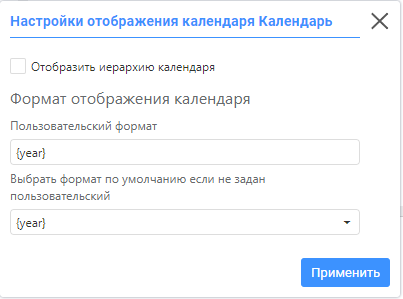 Настройки отображения календаря Календарь
Отобразить иерархию календаря
Формат отображения календаря
Пользовательский формат
{year}
Выбрать формат по умолчанию если не задан
пользовательский
{year}
Применить